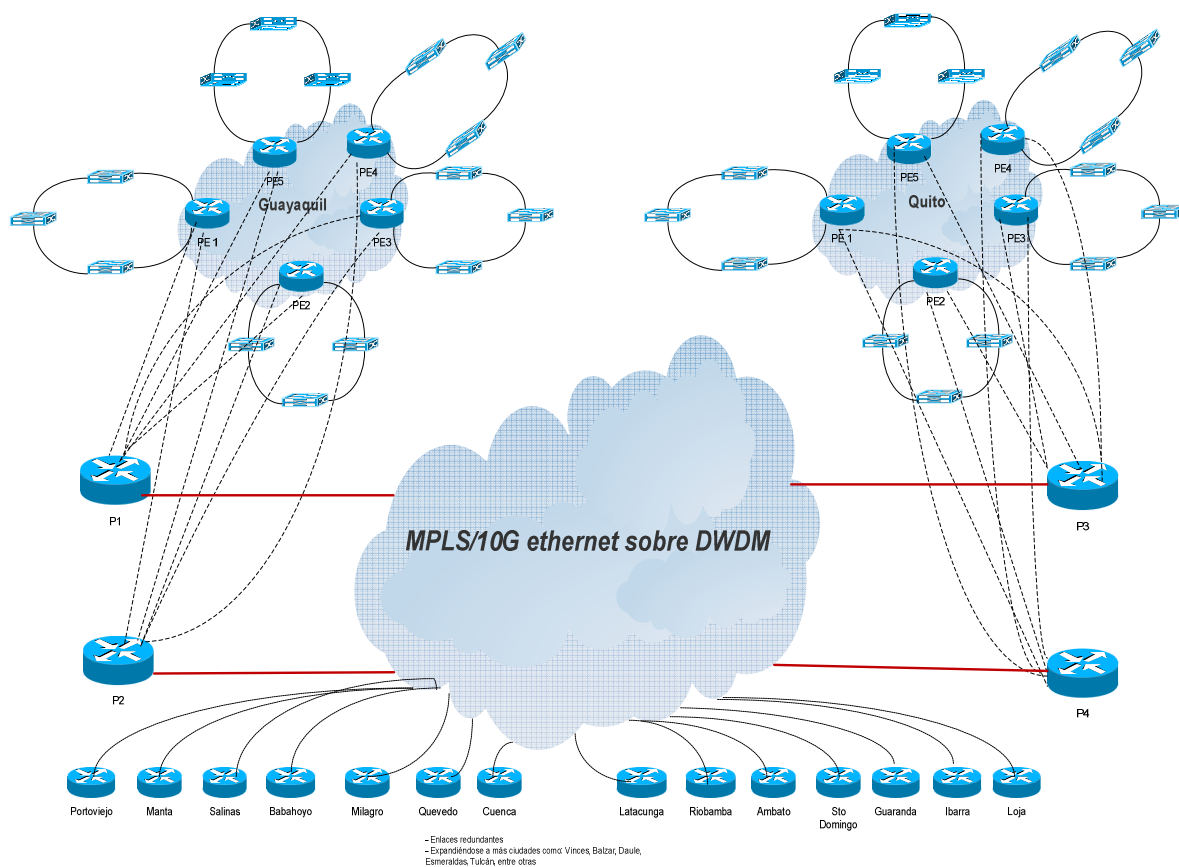 PE5
PE4
Guayaquil
PE 1
PE3
PE2
PE5
PE4
Quito
PE 1
PE3
PE2
P1
P3
MPLS/10G ethernet sobre DWDM
P2
P4
Portoviejo
Manta
Salinas
Babahoyo
Milagro
Quevedo
Cuenca
Latacunga
Riobamba
Ambato
Sto
Domingo
Guaranda
Ibarra
Loja
– Enlaces redundantes
– Expandiéndose a más ciudades como: Vinces, Balzar, Daule,
Esmeraldas, Tulcán, entre otras